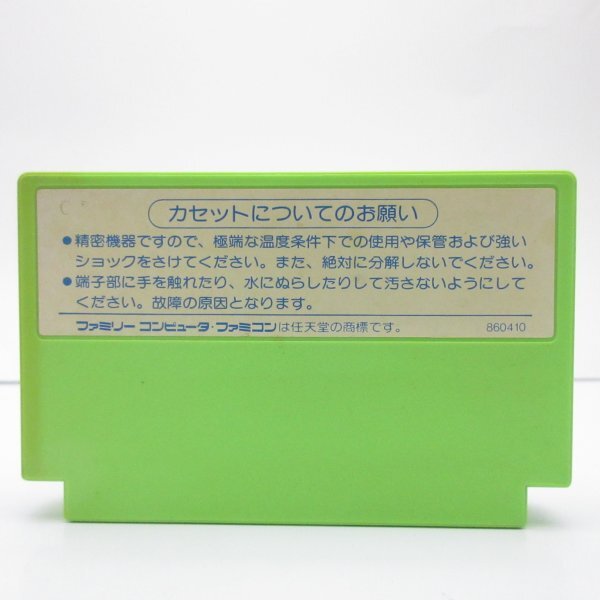 カセットについてのお願い
●精密機器ですので、極端な温度条件下での使用や保管および強い
ショックをさけてください。また、絶対に分解しないでください。
●端子部に手を触れたり、水にぬらしたりして汚さないようにして
ください。故障の原因となります。
ファミリー コンピュータ・ファミコンは任天堂の商標です。 860410